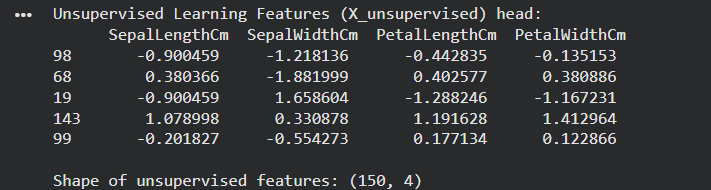 Unsupervised Learning Features (X_unsupervised) head:
SepalLengthCm SepalWidthCm PetalLengthCm PetalWidthCm
98 -0.900459 -1.218136 -0.442835 -0.135153
68 0.380366 -1.881999 0.402577 0.380886
19 -0.900459 1.658604 -1.288246 -1.167231
143 1.078998 0.330878 1.191628 1.412964
99 -0.201827 -0.554273 0.177134 0.122866
Shape of unsupervised features: (150, 4)